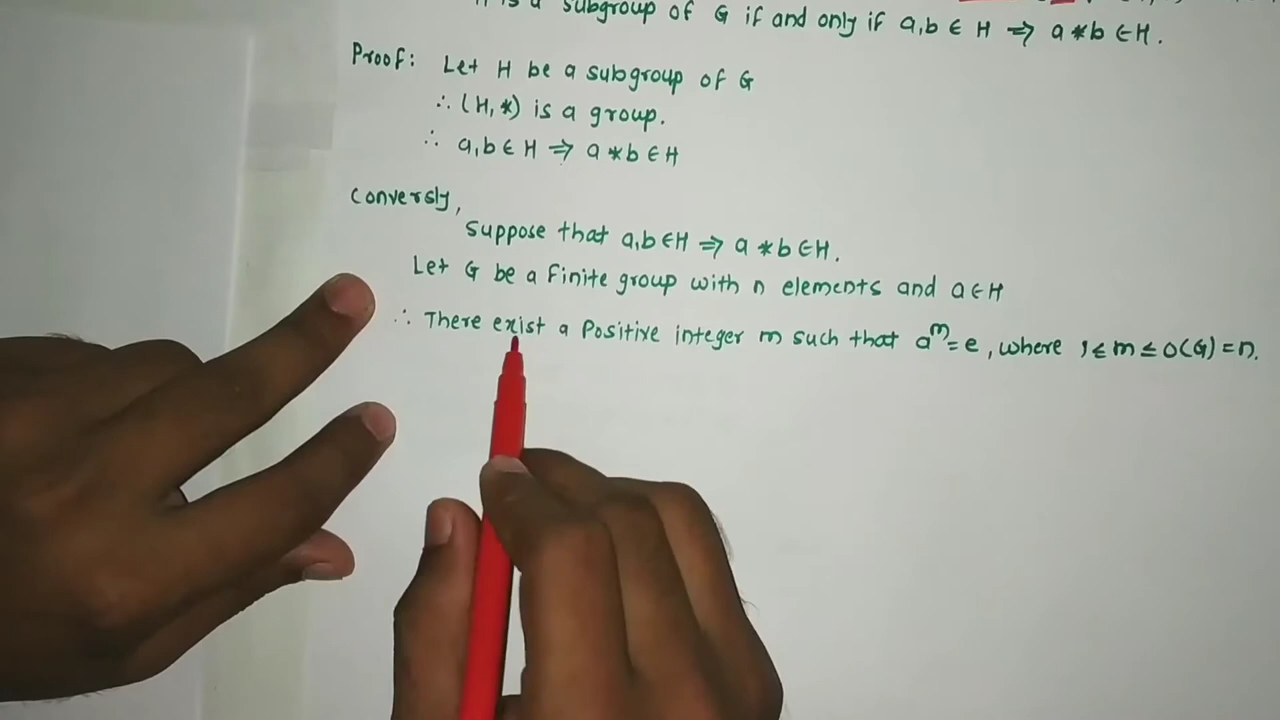 is a subgroup of G if and only if a,b ∈ H ⇒ a * b ∈ H.
Proof: Let H be a subgroup of G
∴ (H, *) is a group.
∴ a,b ∈ H ⇒ a * b ∈ H
Conversly,
Suppose that a,b ∈ H ⇒ a * b ∈ H.
Let G be a finite group with n elements and a ∈ H
∴ There exist a Positive integer m such that a^m = e, where 1 ≤ m ≤ O(G) = n.